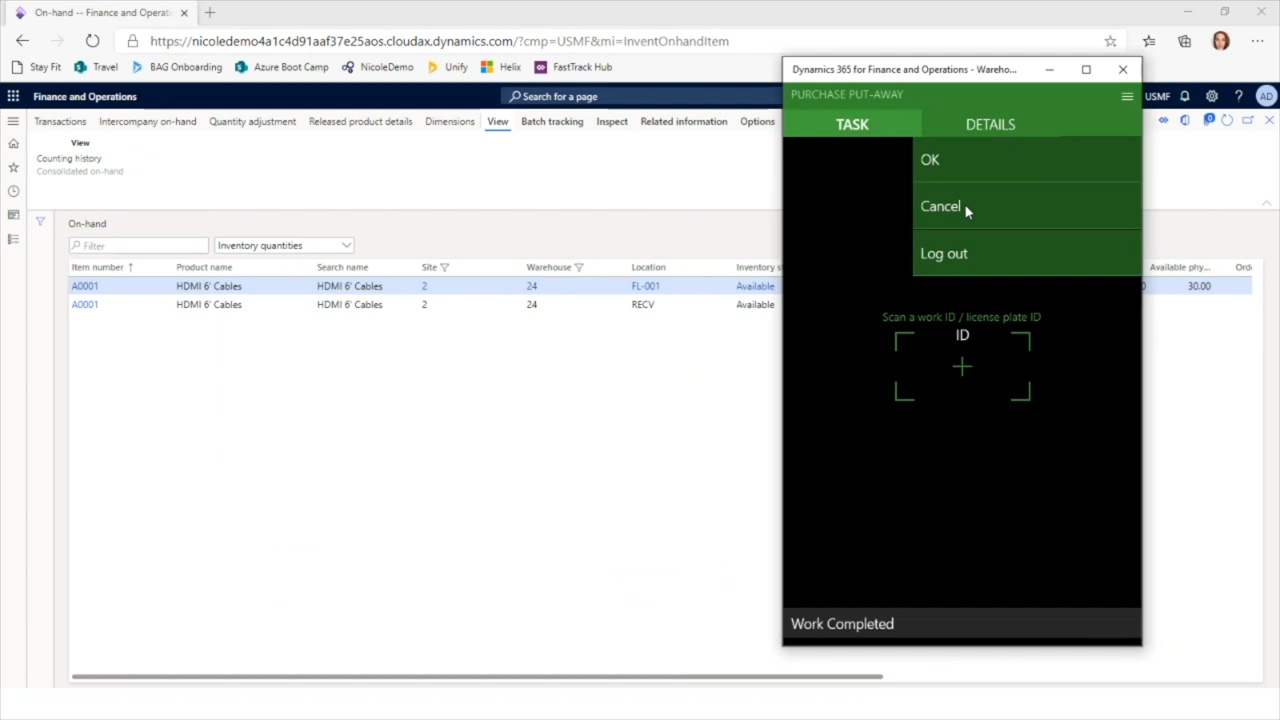 On-hand -- Finance and Operati
https://nicoledemo4a1c4d91aaf37e25aos.cloudax.dynamics.com/?cmp=USMF&mi=InventOnhandItem
Stay Fit Travel BAG Onboarding Azure Boot Camp NicoleDemo Unify Helix FastTrack Hub
Finance and Operations Search for a page USMF ? AD
Transactions Intercompany on-hand Quantity adjustment Released product details Dimensions View Batch tracking Inspect Related information Options
View
Counting history
Consolidated on-hand
On-hand
Filter Inventory quantities
Item number Product name Search name Site Warehouse Location Inventory s Available phy... Ord
A0001 HDMI 6' Cables HDMI 6' Cables 2 24 FL-001 Available 0 30.00
A0001 HDMI 6' Cables HDMI 6' Cables 2 24 RECV Available
Dynamics 365 for Finance and Operations - Wareho...
PURCHASE PUT-AWAY
TASK DETAILS
OK
Cancel
Log out
Scan a work ID / license plate ID
ID
Work Completed